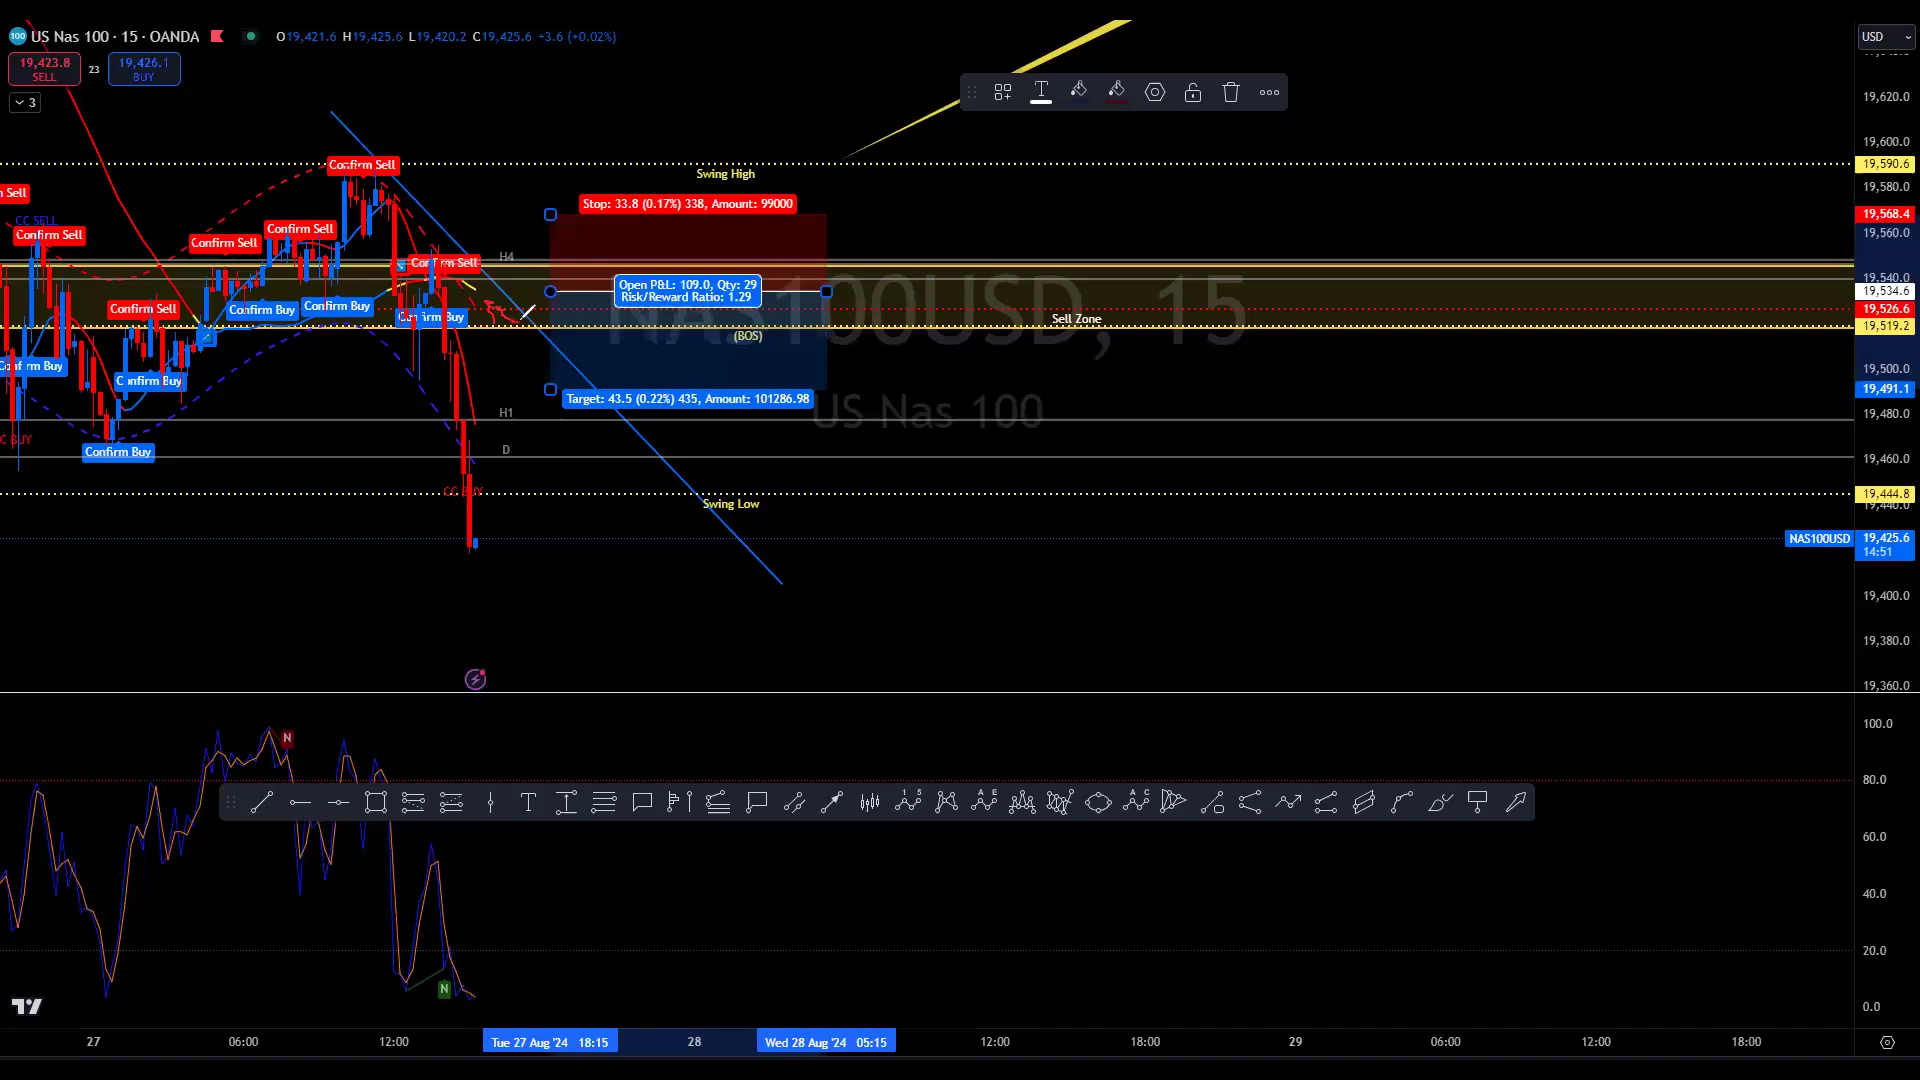 US Nas 100 · 15 · OANDA
O19,421.6 H19,425.6 L19,420.2 C19,425.6 +3.6 (+0.02%)
USD
19,423.8
SELL
23
19,426.1
BUY
3
19,620.0
19,600.0
19,590.6
19,580.0
19,568.4
19,560.0
19,540.0
19,534.6
19,526.6
19,519.2
19,500.0
19,491.1
19,480.0
19,460.0
19,444.8
19,440.0
NAS100USD
19,425.6
14:51
19,400.0
19,380.0
19,360.0
Confirm Sell
Swing High
Stop: 33.8 (0.17%) 338, Amount: 99000
CC SELL
Confirm Sell
Confirm Sell
Confirm Sell
H4
Confirm Sell
Open P&L: 109.0, Qty: 29
Risk/Reward Ratio: 1.29
NAS100USD, 15
Confirm Sell
Confirm Buy
Confirm Buy
Confirm Buy
Sell Zone
(BOS)
Confirm Buy
Confirm Buy
Target: 43.5 (0.22%) 435, Amount: 101286.98
US Nas 100
H1
Confirm Buy
D
CC BUY
Swing Low
100.0
80.0
60.0
40.0
20.0
0.0
N
N
27
06:00
12:00
Tue 27 Aug '24 18:15
28
Wed 28 Aug '24 05:15
12:00
18:00
29
06:00
12:00
18:00